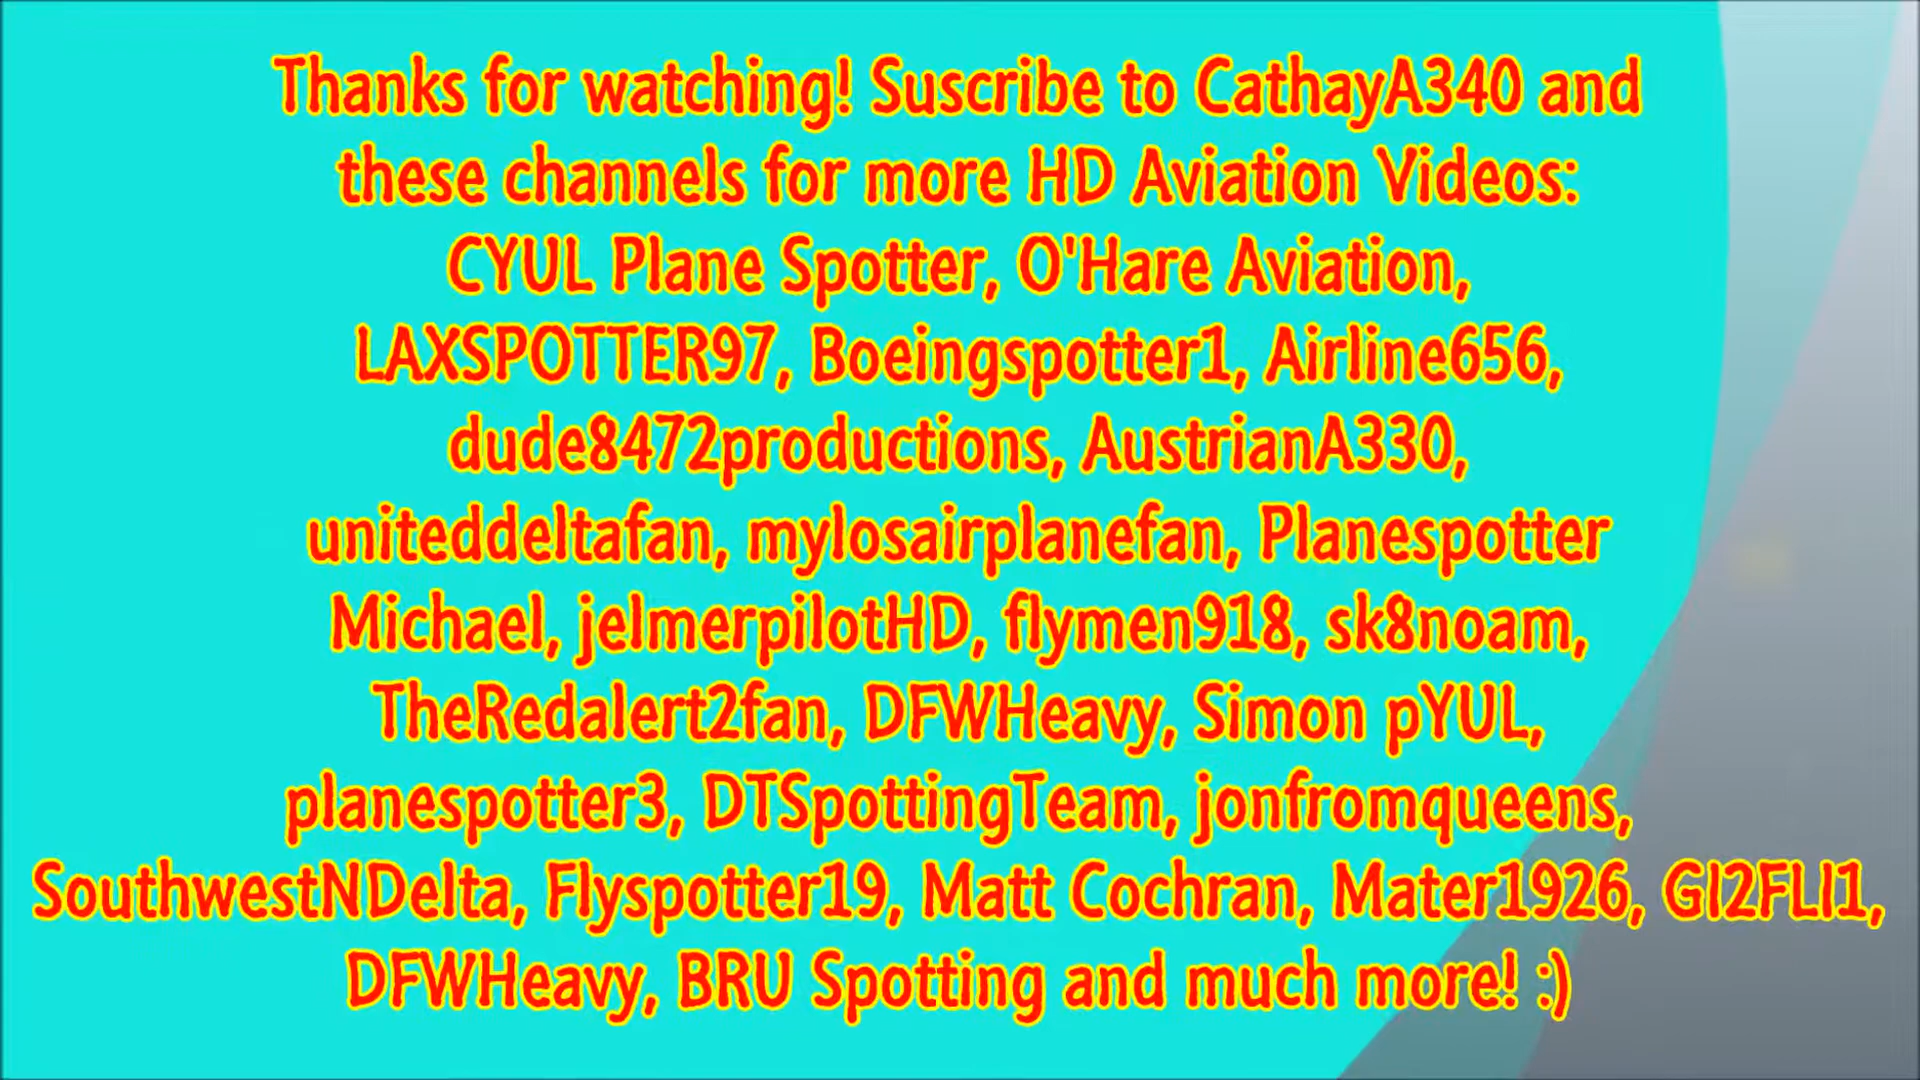 Thanks for watching! Suscribe to CathayA340 and
these channels for more HD Aviation Videos:
CYUL Plane Spotter, O'Hare Aviation,
LAXSPOTTER97, Boeingspotter1, Airline656,
dude8472productions, AustrianA330,
uniteddeltafan, mylosairplanefan, Planespotter
Michael, jelmerpilotHD, flymen918, sk8noam,
TheRedalert2fan, DFWHeavy, Simon pYUL,
planespotter3, DTSpottingTeam, jonfromqueens,
SouthwestNDelta, Flyspotter19, Matt Cochran, Mater1926, GI2FLI1,
DFWHeavy, BRU Spotting and much more! :)